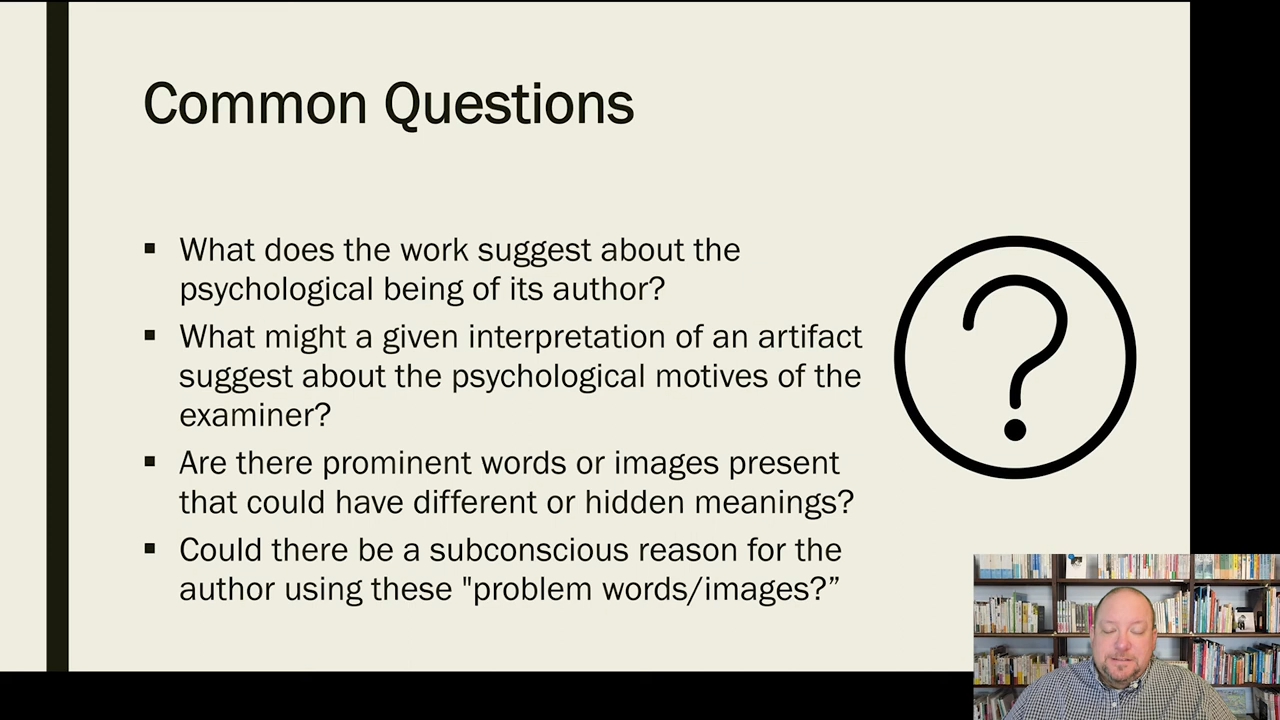 Common Questions
▪ What does the work suggest about the
psychological being of its author?
▪ What might a given interpretation of an artifact
suggest about the psychological motives of the
examiner?
▪ Are there prominent words or images present
that could have different or hidden meanings?
▪ Could there be a subconscious reason for the
author using these "problem words/images?”
?